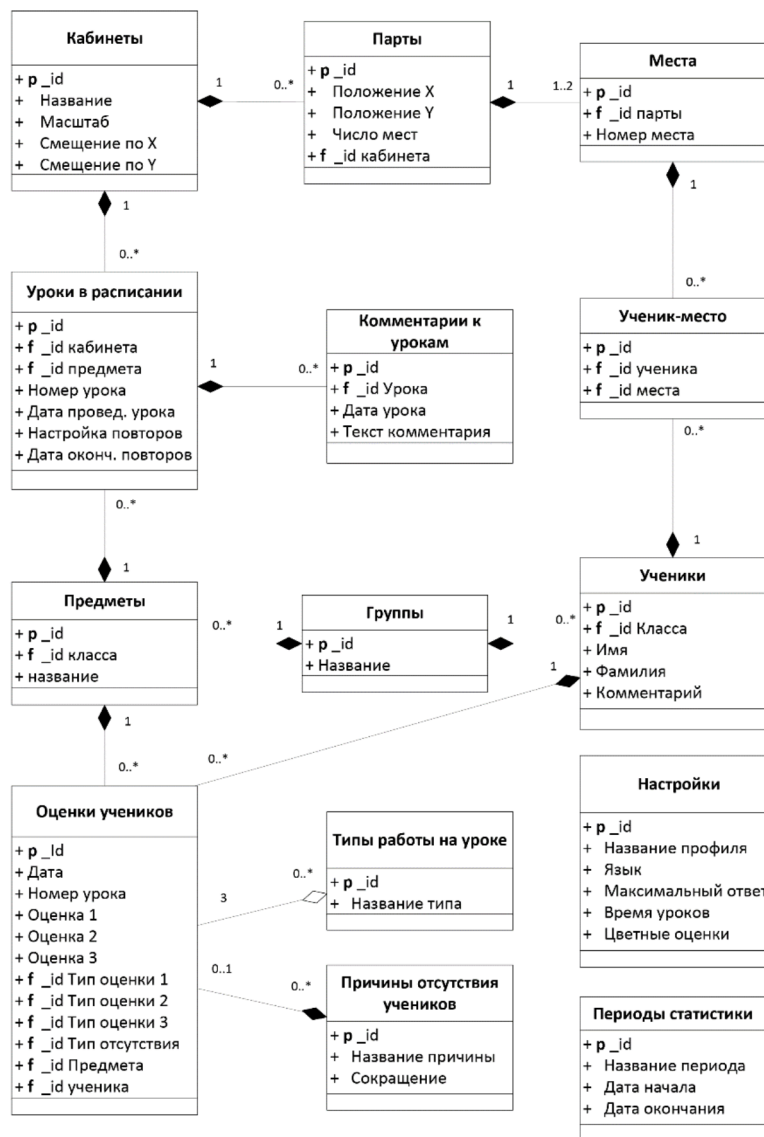 Кабинеты
+ p _id
+ Название
+ Масштаб
+ Смещение по X
+ Смещение по Y
1
0..*
Парты
+ p _id
+ Положение X
+ Положение Y
+ Число мест
+ f _id кабинета
1
1..2
Места
+ p _id
+ f _id парты
+ Номер места
1
0..*
1
0..*
Уроки в расписании
+ p _id
+ f _id кабинета
+ f _id предмета
+ Номер урока
+ Дата провед. урока
+ Настройка повторов
+ Дата оконч. повторов
1
0..*
Комментарии к
урокам
+ p _id
+ f _id Урока
+ Дата урока
+ Текст комментария
Ученик-место
+ p _id
+ f _id ученика
+ f _id места
0..*
1
0..*
1
Предметы
+ p _id
+ f _id класса
+ название
0..*
1
Группы
+ p _id
+ Название
1
0..*
Ученики
+ p _id
+ f _id Класса
+ Имя
+ Фамилия
+ Комментарий
1
0..*
1
0..*
Оценки учеников
+ p _Id
+ Дата
+ Номер урока
+ Оценка 1
+ Оценка 2
+ Оценка 3
+ f _id Тип оценки 1
+ f _id Тип оценки 2
+ f _id Тип оценки 3
+ f _id Тип отсутствия
+ f _id Предмета
+ f _id ученика
3
0..*
Типы работы на уроке
+ p _id
+ Название типа
0..1
0..*
Причины отсутствия
учеников
+ p _id
+ Название причины
+ Сокращение
Настройки
+ p _id
+ Название профиля
+ Язык
+ Максимальный ответ
+ Время уроков
+ Цветные оценки
Периоды статистики
+ p _id
+ Название периода
+ Дата начала
+ Дата окончания